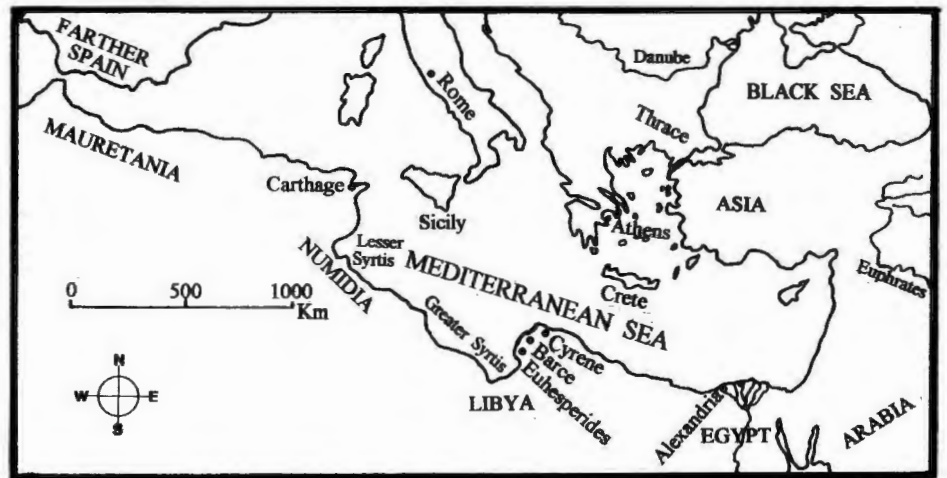 FARTHER
SPAIN
Danube
BLACK SEA
Rome
Thrace
MAURETANIA
Carthage
Sicily
ASIA
Athens
Lesser
Syrtis
MEDITERRANEAN SEA
NUMIDIA
Crete
Euphrates
0 500 1000
Km
Greater Syrtis
Cyrene
Barce
Euhesperides
N
W E
S
LIBYA
Alexandria
EGYPT
ARABIA